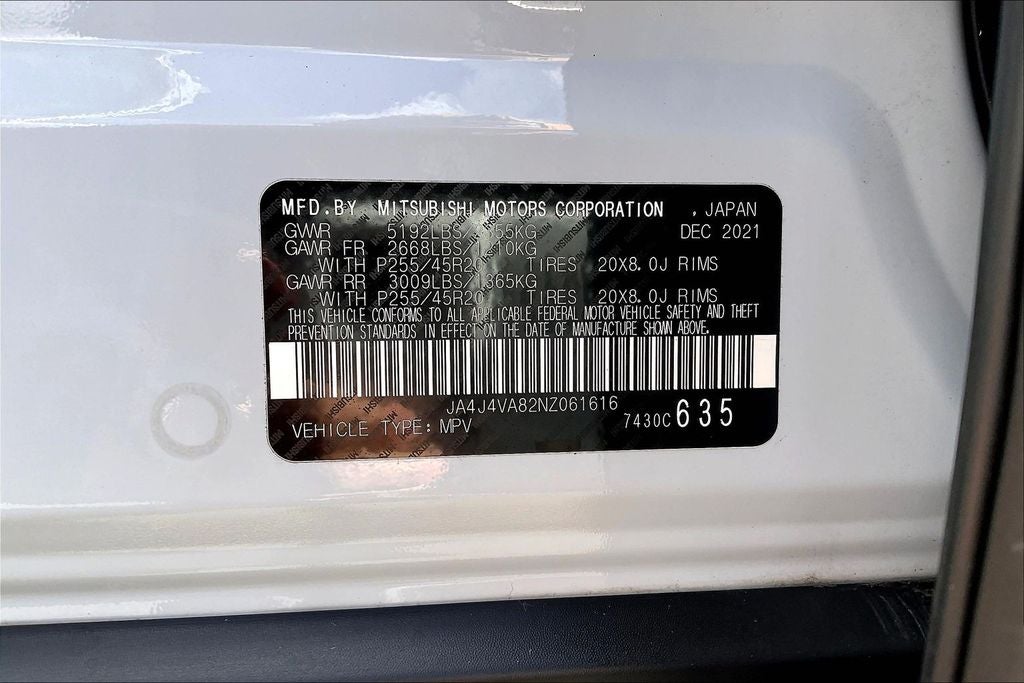 MFD.BY MITSUBISHI MOTORS CORPORATION , JAPAN
GVWR 5192LBS DEC 2021
GAWR FR 2668LBS
WITH P255/45R20 TIRES 20X8.0J RIMS
GAWR RR 3009LBS/1365KG
WITH P255/45R20 TIRES 20X8.0J RIMS
THIS VEHICLE CONFORMS TO ALL APPLICABLE FEDERAL MOTOR VEHICLE SAFETY AND THEFT
PREVENTION STANDARDS IN EFFECT ON THE DATE OF MANUFACTURE SHOWN ABOVE.
JA4J4VA82NZ061616
VEHICLE TYPE: MPV 7430C 635